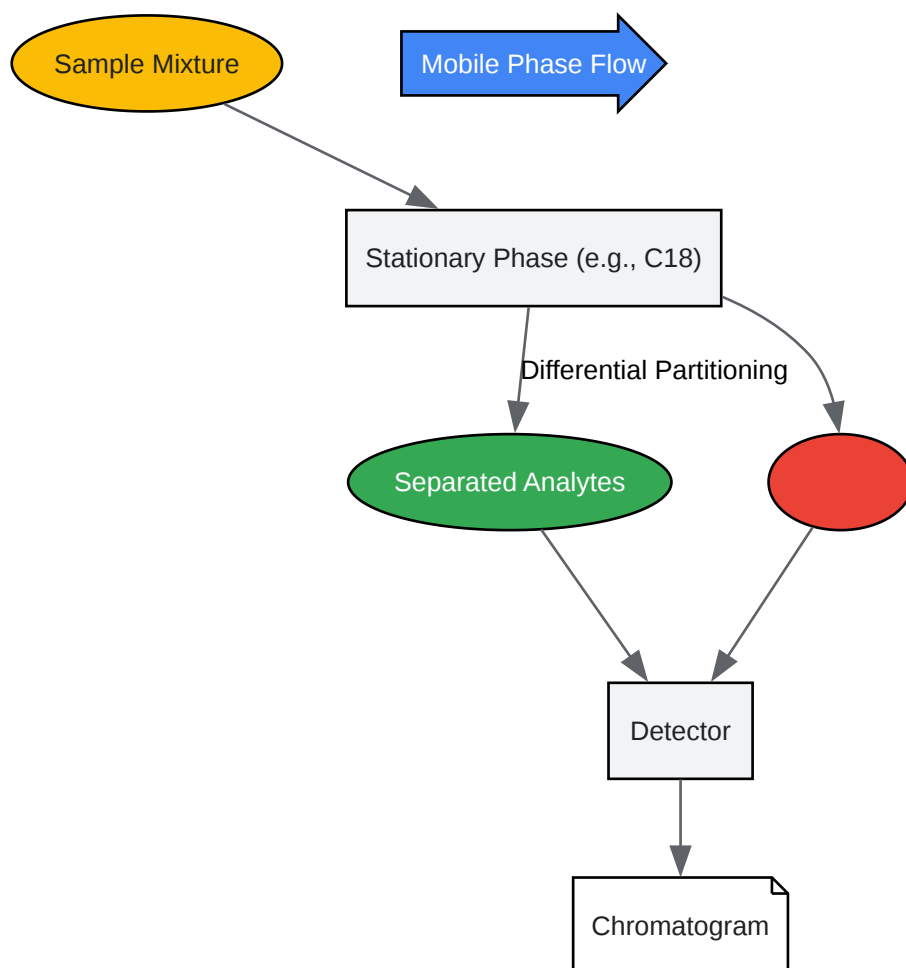 Sample Mixture
Mobile Phase Flow
Stationary Phase (e.g., C18)
Differential Partitioning
Separated Analytes
Detector
Chromatogram